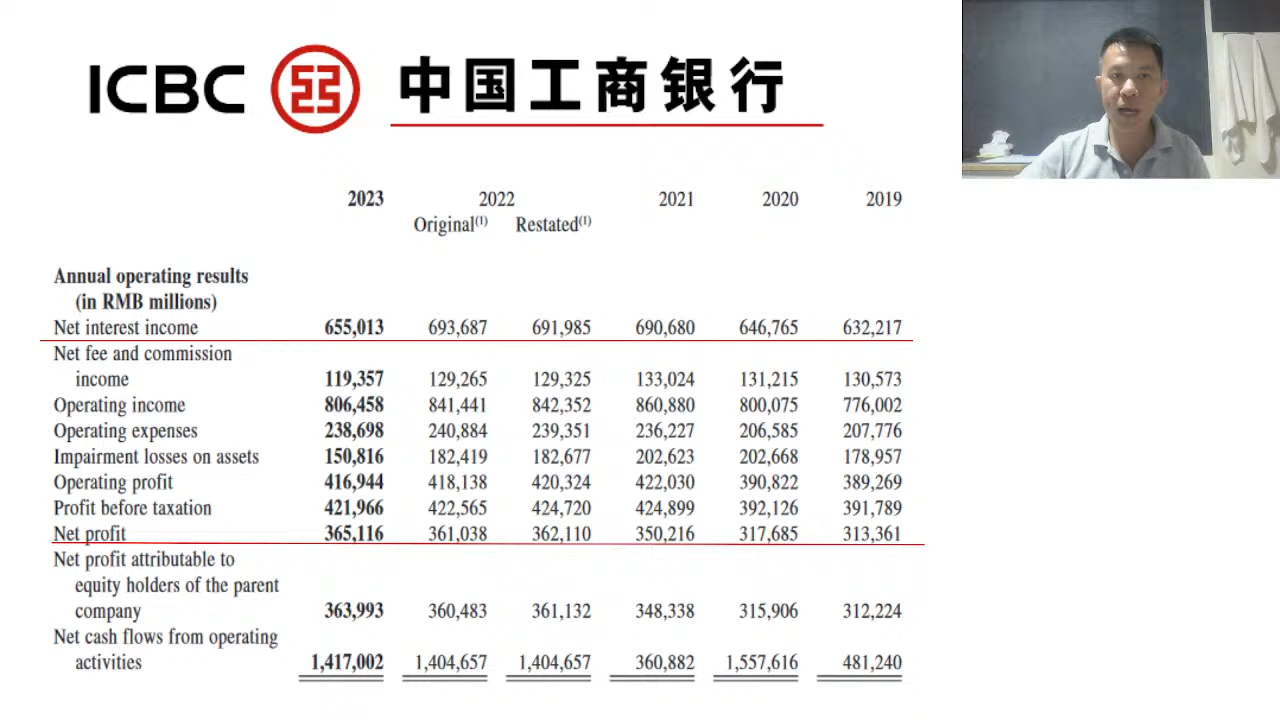 ICBC 中国工商银行
2023 2022 2021 2020 2019
Original(1) Restated(1)
Annual operating results
(in RMB millions)
Net interest income 655,013 693,687 691,985 690,680 646,765 632,217
Net fee and commission
income 119,357 129,265 129,325 133,024 131,215 130,573
Operating income 806,458 841,441 842,352 860,880 800,075 776,002
Operating expenses 238,698 240,884 239,351 236,227 206,585 207,776
Impairment losses on assets 150,816 182,419 182,677 202,623 202,668 178,957
Operating profit 416,944 418,138 420,324 422,030 390,822 389,269
Profit before taxation 421,966 422,565 424,720 424,899 392,126 391,789
Net profit 365,116 361,038 362,110 350,216 317,685 313,361
Net profit attributable to
equity holders of the parent
company 363,993 360,483 361,132 348,338 315,906 312,224
Net cash flows from operating
activities 1,417,002 1,404,657 1,404,657 360,882 1,557,616 481,240